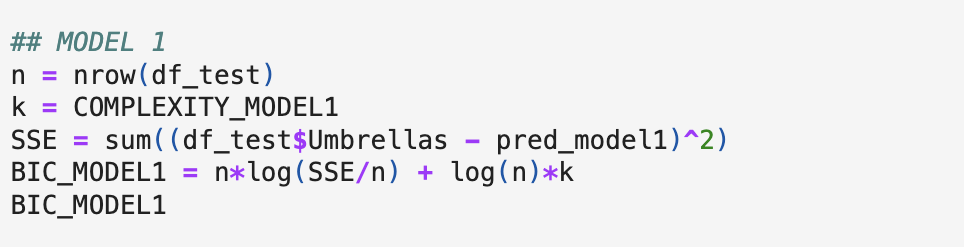 ## MODEL 1
n = nrow(df_test)
k = COMPLEXITY_MODEL1
SSE = sum((df_test$Umbrellas - pred_model1)^2)
BIC_MODEL1 = n*log(SSE/n) + log(n)*k
BIC_MODEL1